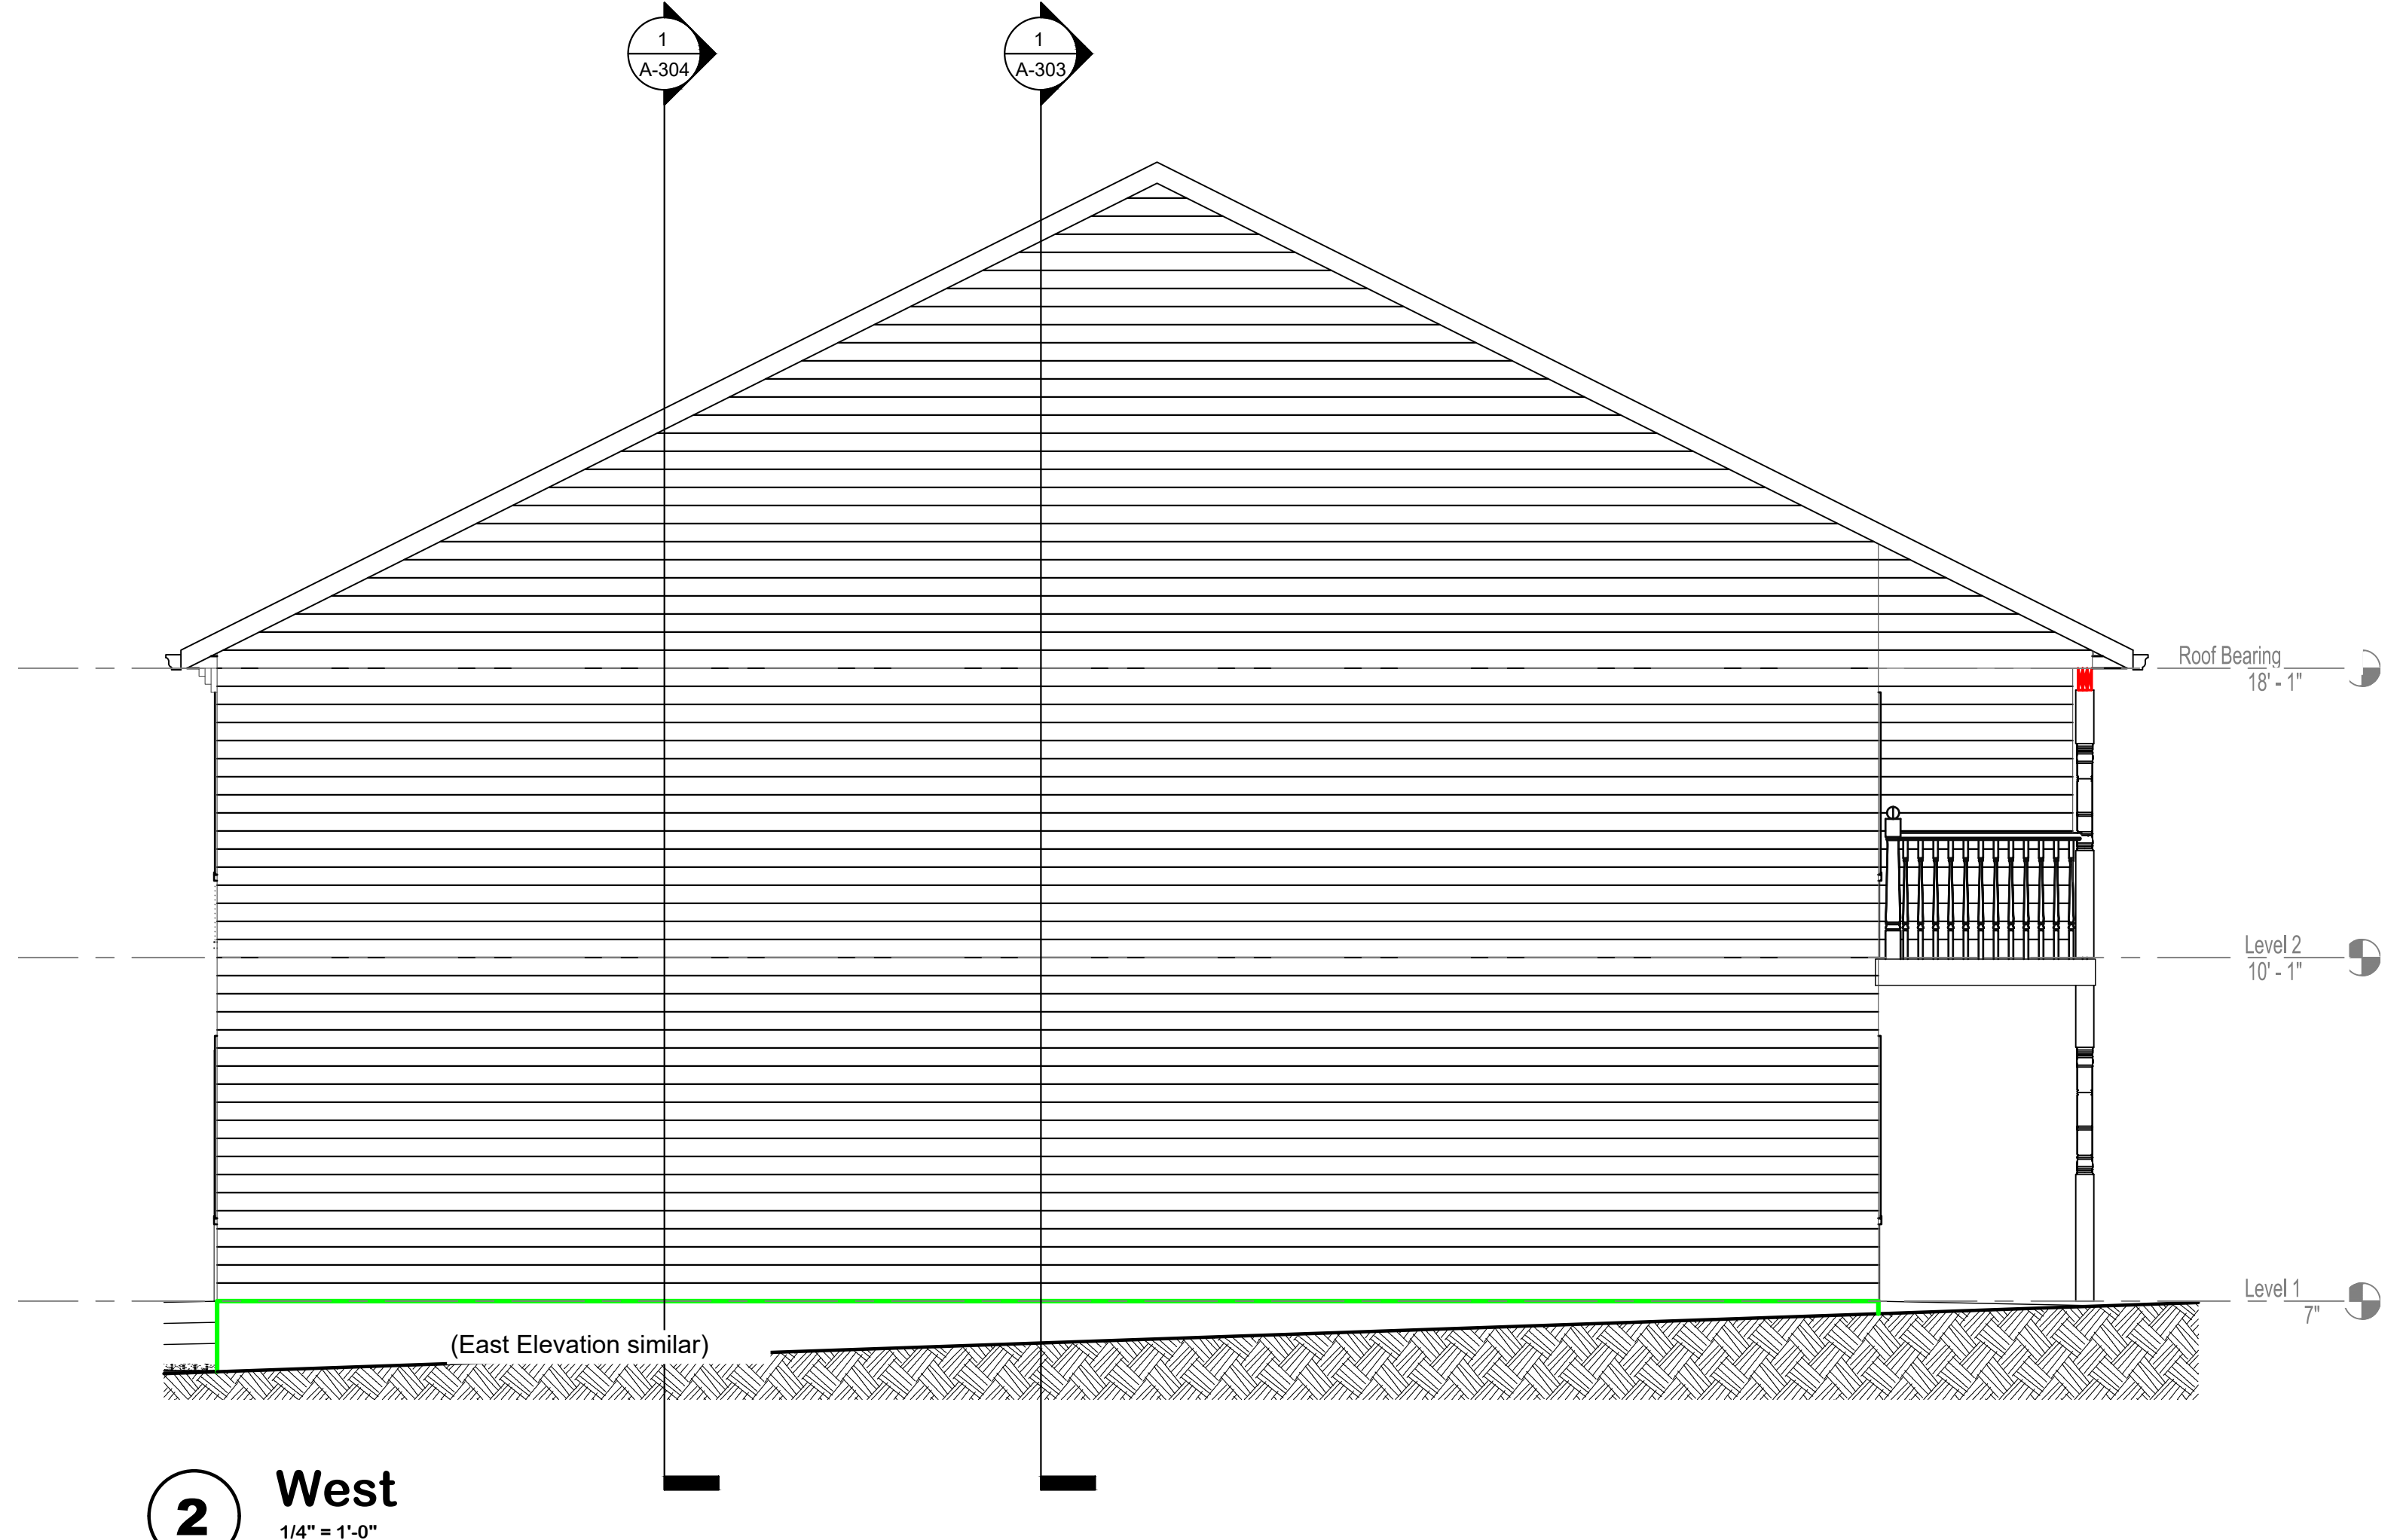 1
A-304
1
A-303
Roof Bearing
18' - 1"
Level 2
10' - 1"
Level 1
7"
(East Elevation similar)
2
West
1/4" = 1'-0"